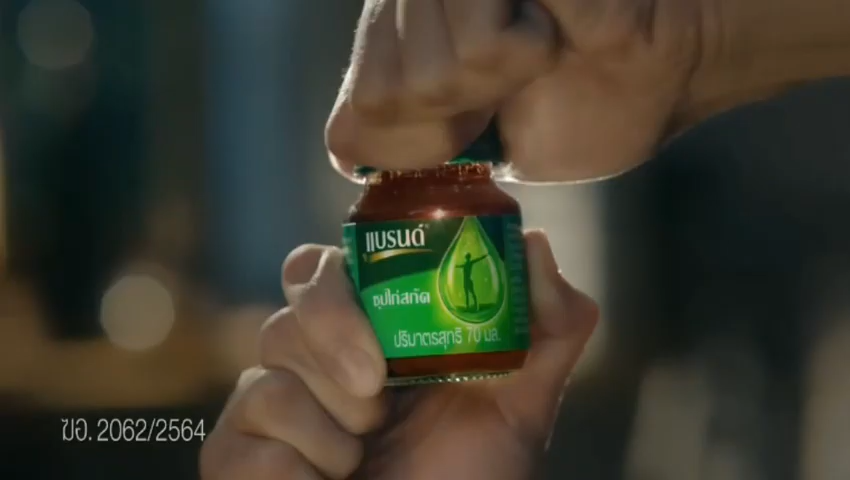 แบรนด์
ซุปไก่สกัด
ปริมาตรสุทธิ 70 มล.
ฆอ. 2062/2564